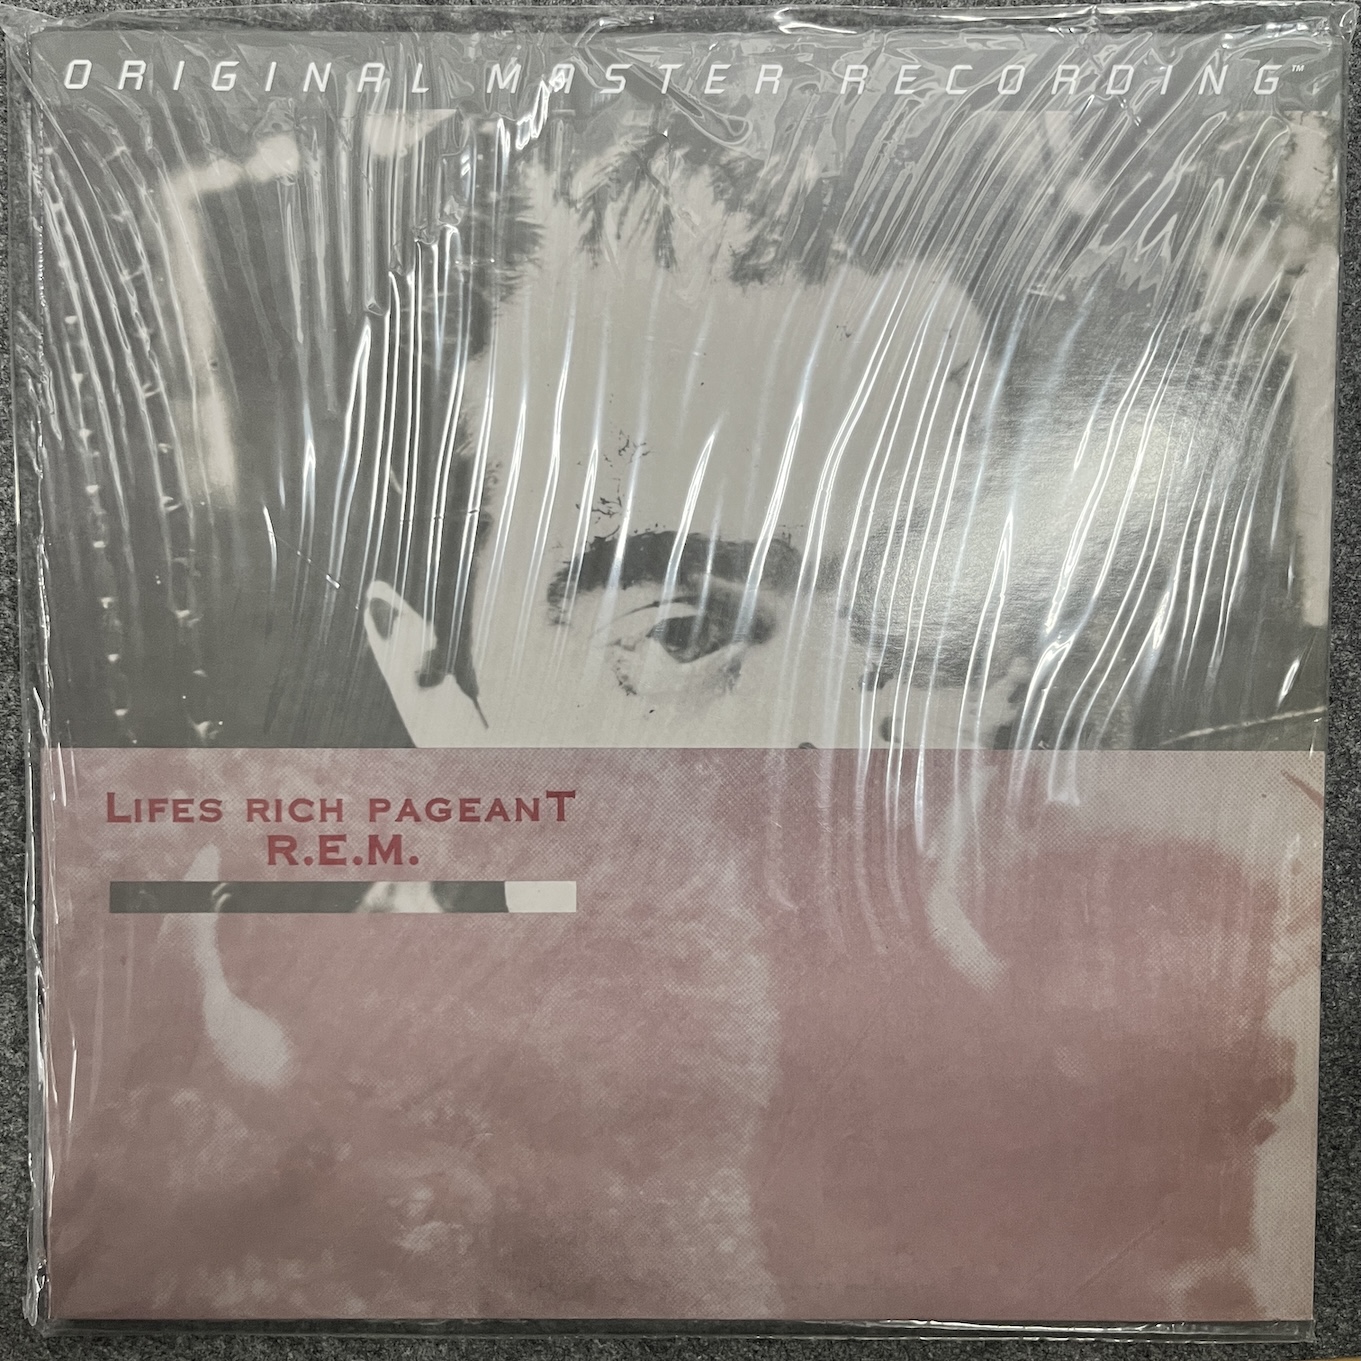 ORIGINAL MASTER RECORDING™
LIFES RICH PAGEANT
R.E.M.